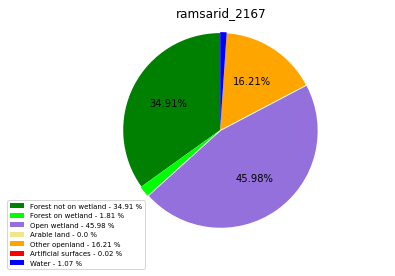 ramsarid_2167
34.91%
16.21%
45.98%
Forest not on wetland - 34.91 %
Forest on wetland - 1.81 %
Open wetland - 45.98 %
Arable land - 0.0 %
Other openland - 16.21 %
Artificial surfaces - 0.02 %
Water - 1.07 %